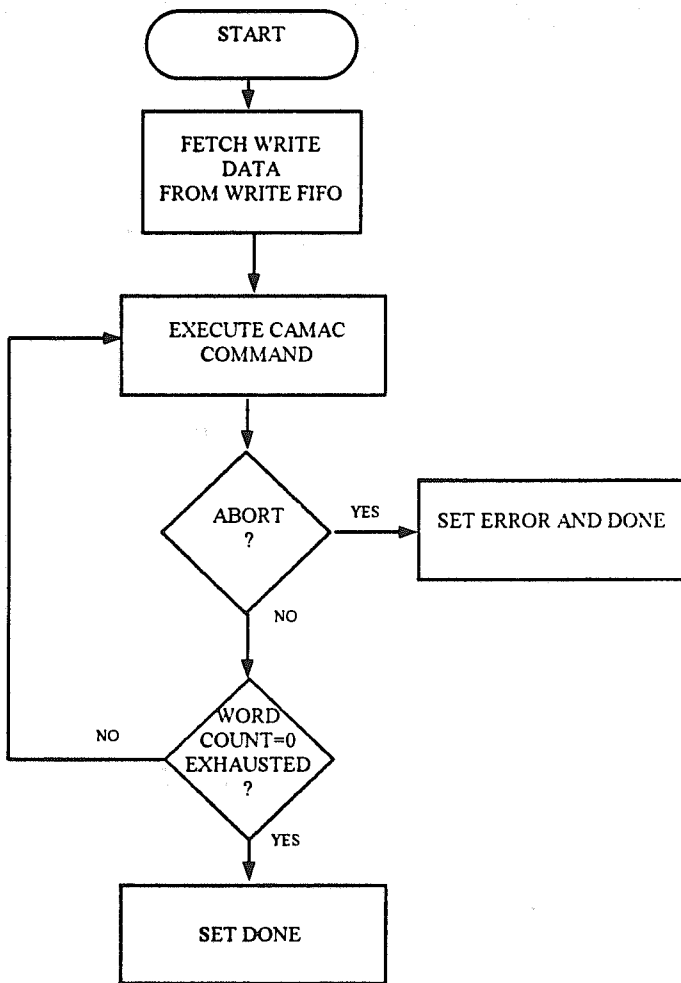 START
FETCH WRITE
DATA
FROM WRITE FIFO
EXECUTE CAMAC
COMMAND
ABORT
?
YES
SET ERROR AND DONE
NO
WORD
COUNT=0
EXHAUSTED
?
NO
YES
SET DONE